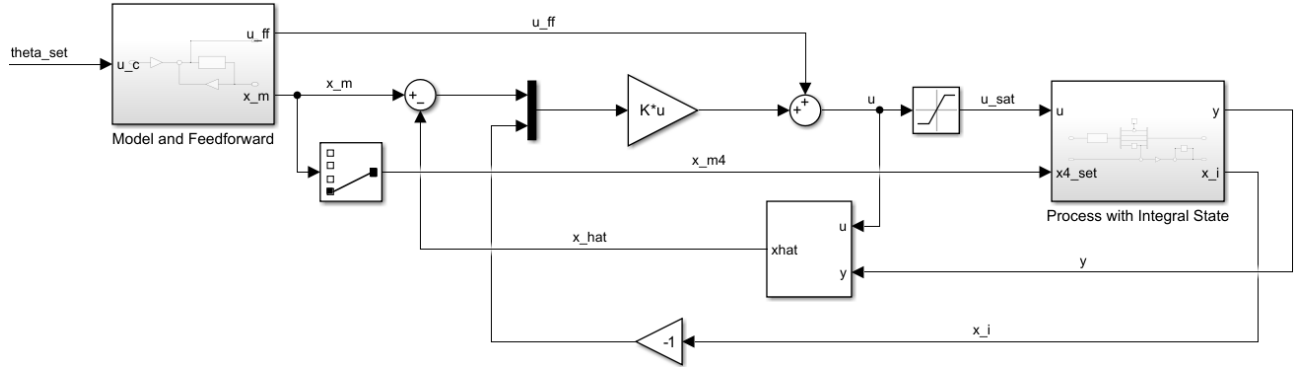 u_ff
u_ff
theta_set
u_c
x_m
x_m
+
-
K*u
+
+
u
u_sat
u
y
Model and Feedforward
x_m4
x4_set
x_i
Process with Integral State
u
x_hat
xhat
y
y
x_i
-1